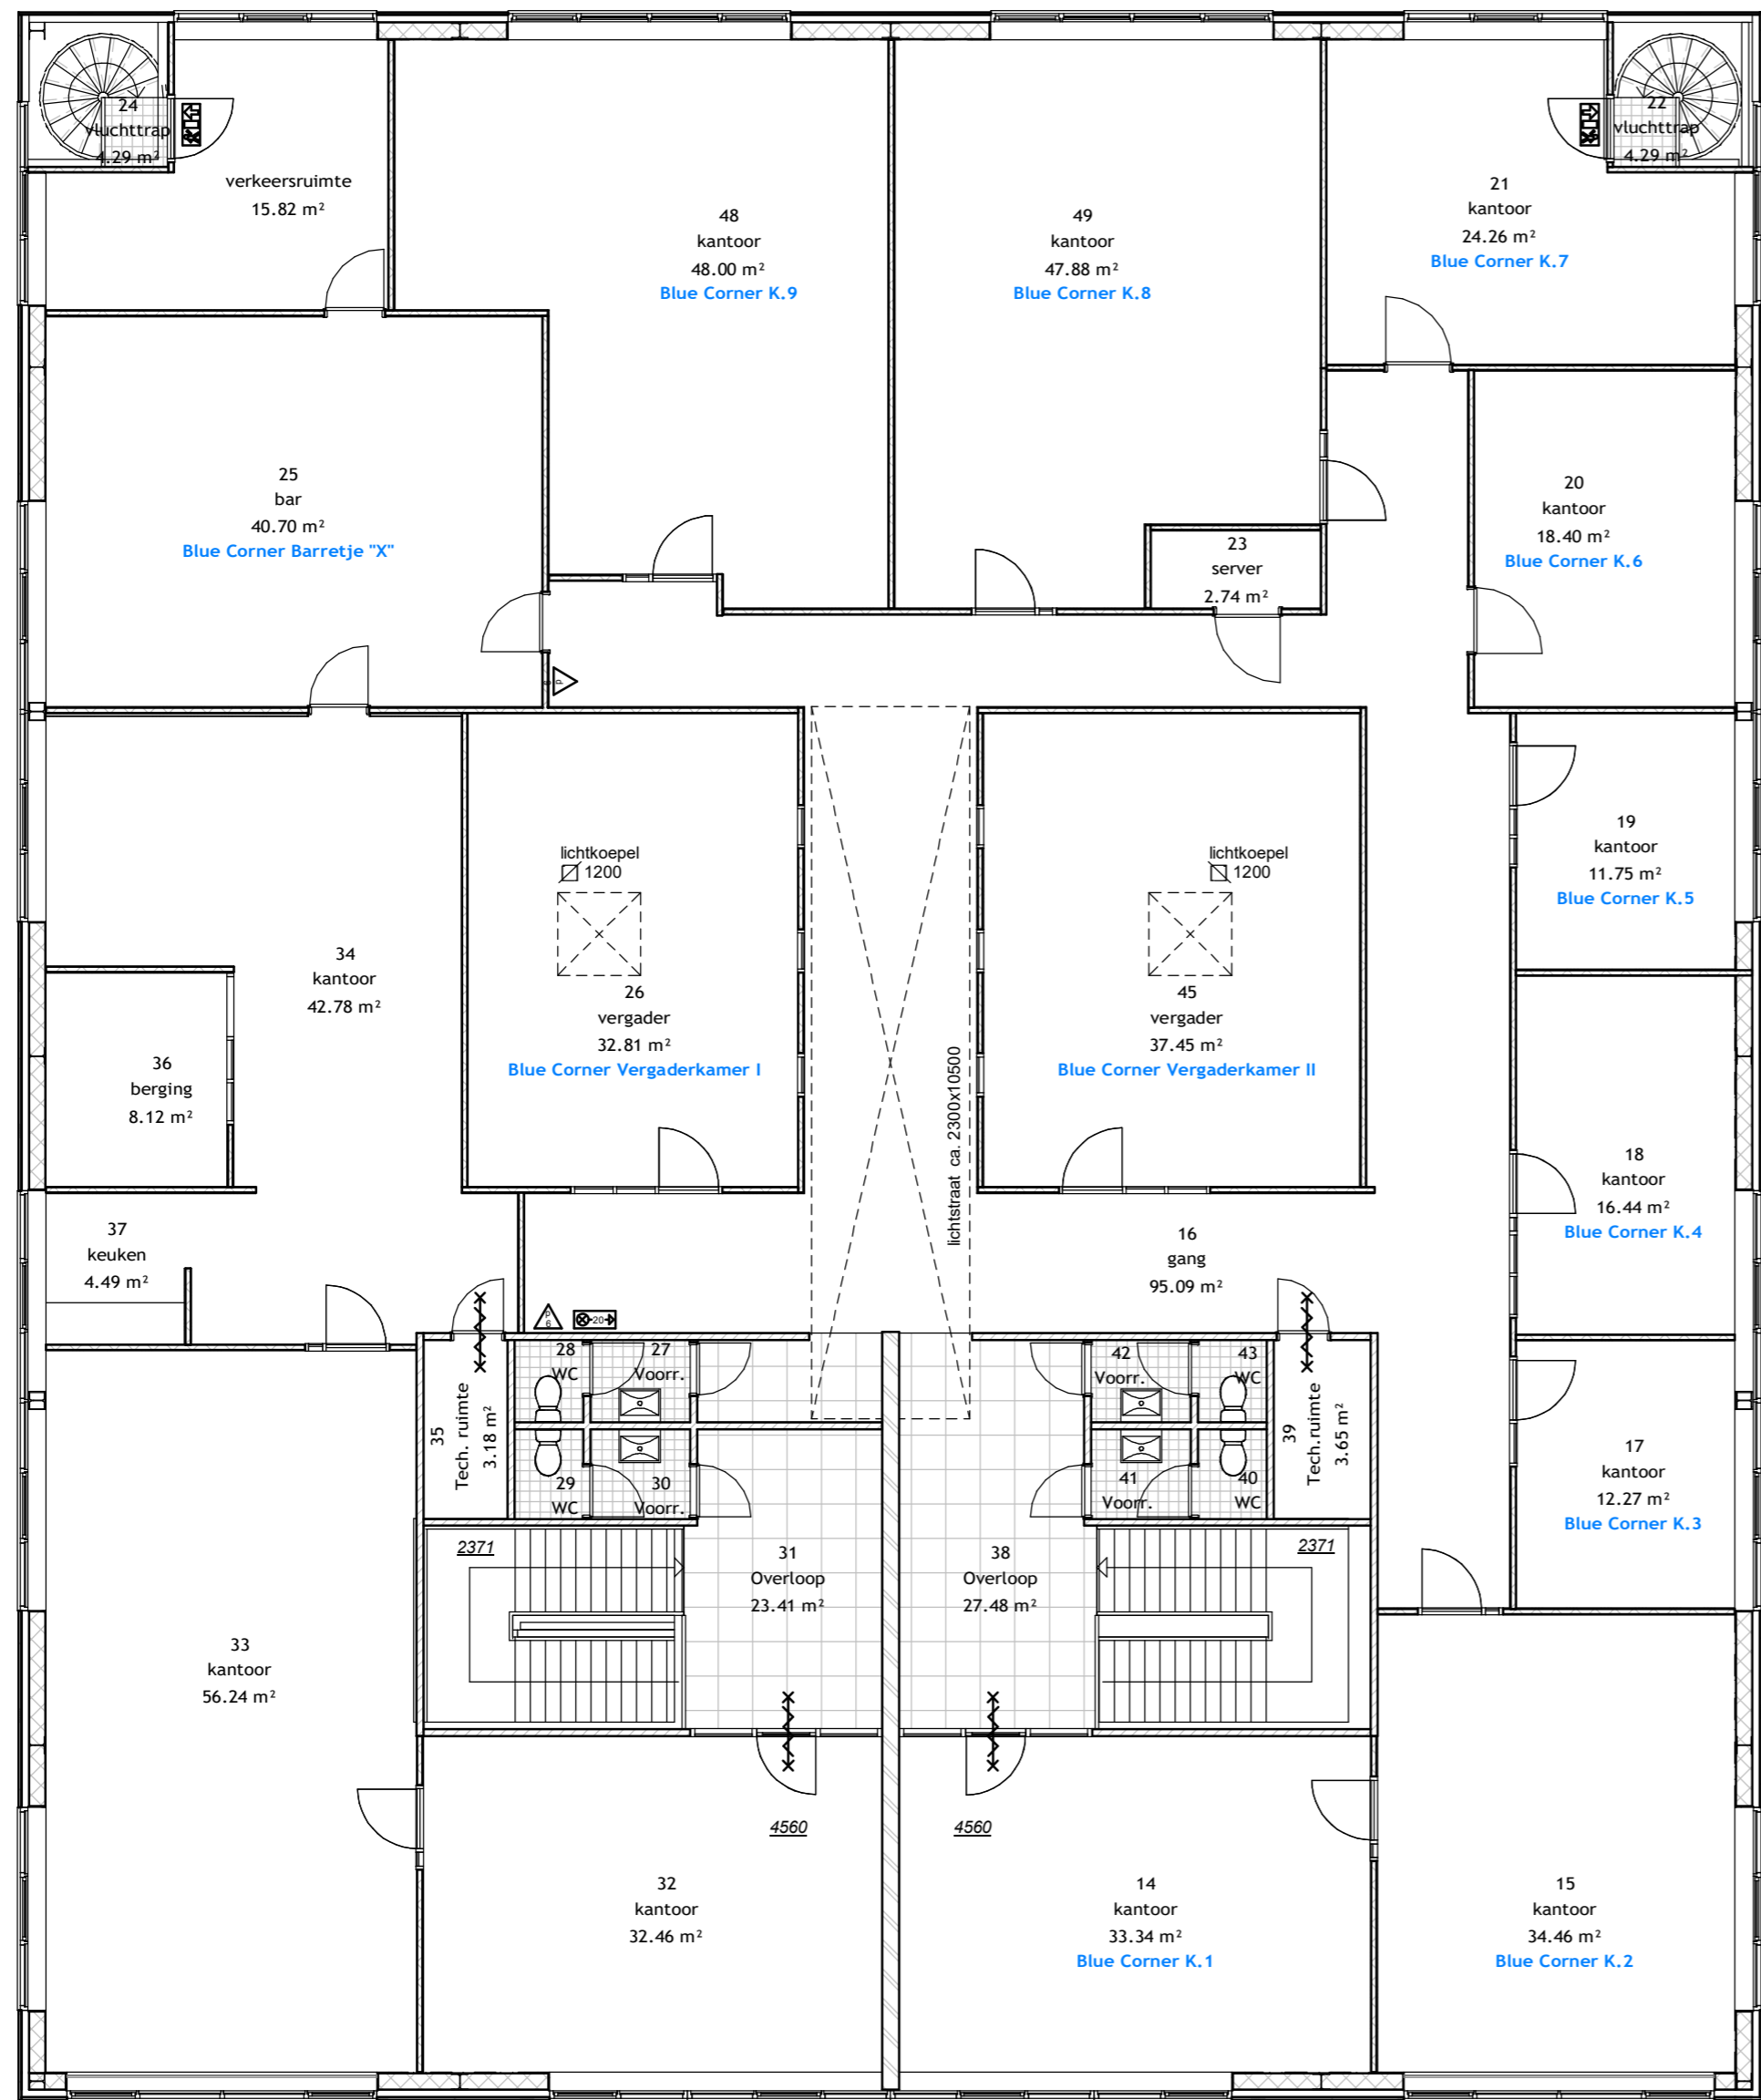 24
vluchttrap
4.29 m²
verkeersruimte
15.82 m²
48
kantoor
48.00 m²
Blue Corner K.9
49
kantoor
47.88 m²
Blue Corner K.8
21
kantoor
24.26 m²
Blue Corner K.7
22
vluchttrap
4.29 m²
25
bar
40.70 m²
Blue Corner Barretje "X"
23
server
2.74 m²
20
kantoor
18.40 m²
Blue Corner K.6
P
19
kantoor
11.75 m²
Blue Corner K.5
lichtkoepel
1200
26
vergader
32.81 m²
Blue Corner Vergaderkamer I
lichtkoepel
1200
45
vergader
37.45 m²
Blue Corner Vergaderkamer II
lichtstraat ca. 2300x10500
34
kantoor
42.78 m²
36
berging
8.12 m²
37
keuken
4.49 m²
18
kantoor
16.44 m²
Blue Corner K.4
16
gang
95.09 m²
P
6
20
28
WC
27
Voorr.
29
WC
30
Voorr.
35
Tech. ruimte
3.18 m²
42
Voorr.
43
WC
41
Voorr.
40
WC
39
Tech.ruimte
3.65 m²
17
kantoor
12.27 m²
Blue Corner K.3
2371
31
Overloop
23.41 m²
38
Overloop
27.48 m²
2371
33
kantoor
56.24 m²
4560
4560
32
kantoor
32.46 m²
14
kantoor
33.34 m²
Blue Corner K.1
15
kantoor
34.46 m²
Blue Corner K.2